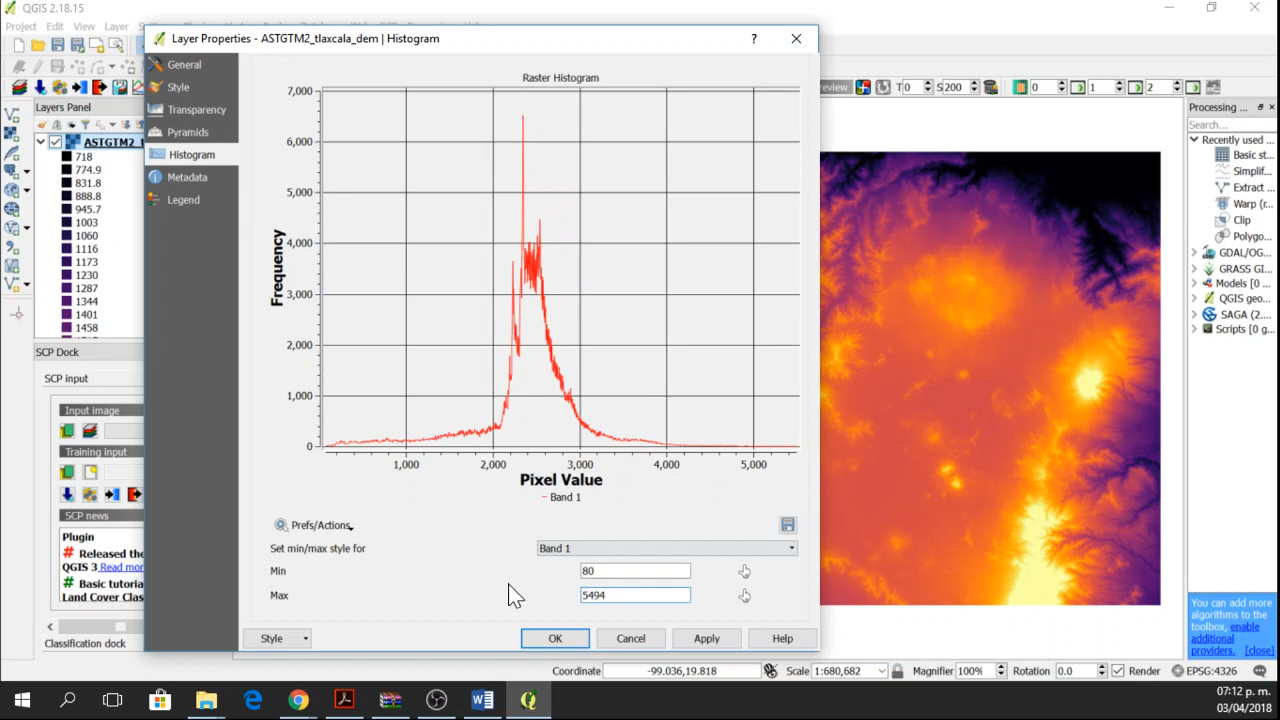 QGIS 2.18.15
Project Edit View Layer
Layer Properties - ASTGTM2_tlaxcala_dem | Histogram
General
Style
Transparency
Pyramids
Histogram
Metadata
Legend
Raster Histogram
7,000
6,000
5,000
4,000
3,000
2,000
1,000
0
Frequency
1,000 2,000 3,000 4,000 5,000
Pixel Value
Band 1
Prefs/Actions
Set min/max style for Band 1
Min 80
Max 5494
Style OK Cancel Apply Help
Layers Panel
ASTGTM2_
718
774.9
831.8
888.8
945.7
1003
1060
1116
1173
1230
1287
1344
1401
1458
SCP Dock
SCP input
Input image
Training input
SCP news
Plugin
# Released the
QGIS 3 Read mor
# Basic tutoria
Land Cover Clas
Classification dock
T 0 S 200 0 1 2
Processing ...
Search...
Recently used ...
Basic st...
Simplif...
Extract ...
Warp (r...
Clip
Polygo...
GDAL/OG...
GRASS GI...
Models [0 ...
QGIS geo...
SAGA (2....
Scripts [0 g...
You can add more
algorithms to the
toolbox, enable
additional
providers. [close]
Coordinate -99.036,19.818 Scale 1:680,682 Magnifier 100% Rotation 0.0 Render EPSG:4326
07:12 p. m.
03/04/2018